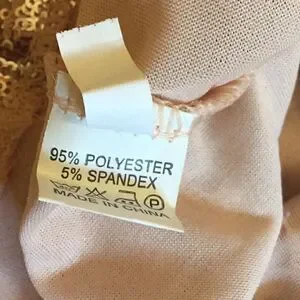 95% POLYESTER
5% SPANDEX
P
MADE IN CHINA